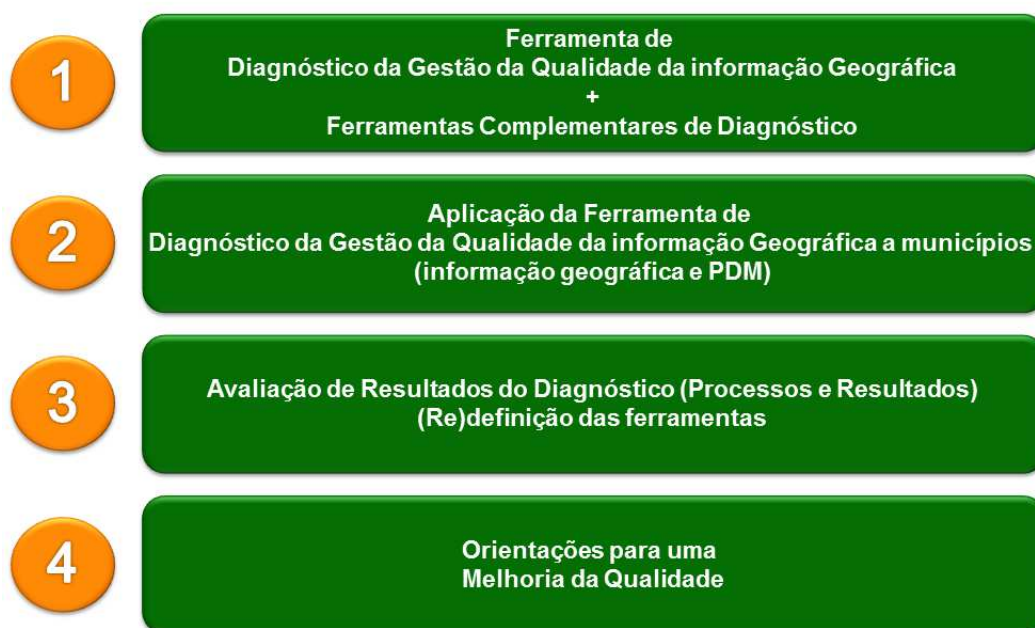 1
Ferramenta de
Diagnóstico da Gestão da Qualidade da informação Geográfica
+
Ferramentas Complementares de Diagnóstico
2
Aplicação da Ferramenta de
Diagnóstico da Gestão da Qualidade da informação Geográfica a municípios
(informação geográfica e PDM)
3
Avaliação de Resultados do Diagnóstico (Processos e Resultados)
(Re)definição das ferramentas
4
Orientações para uma
Melhoria da Qualidade